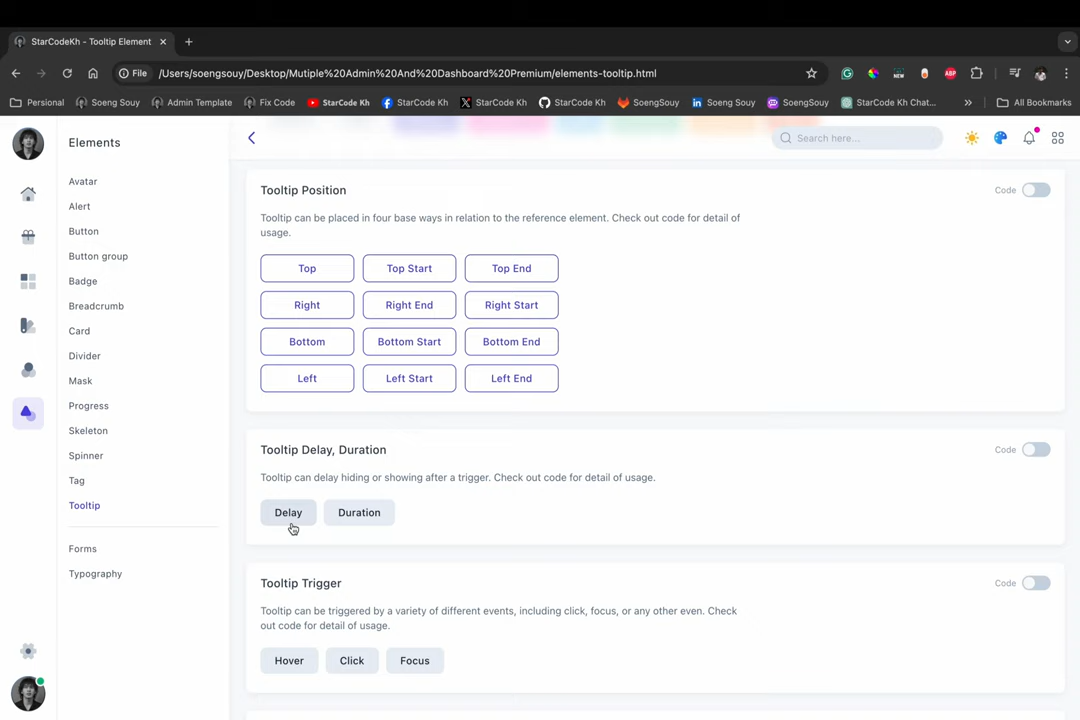 StarCodeKh - Tooltip Element
File
/Users/soengsouy/Desktop/Mutiple%20Admin%20And%20Dashboard%20Premium/elements-tooltip.html
NEW
ABP
Personal
Soeng Souy
Admin Template
Fix Code
StarCode Kh
StarCode Kh
StarCode Kh
StarCode Kh
SoengSouy
Soeng Souy
SoengSouy
StarCode Kh Chat...
All Bookmarks
Elements
Search here...
Avatar
Alert
Button
Button group
Badge
Breadcrumb
Card
Divider
Mask
Progress
Skeleton
Spinner
Tag
Tooltip
Forms
Typography
Tooltip Position
Code
Tooltip can be placed in four base ways in relation to the reference element. Check out code for detail of
usage.
Top
Top Start
Top End
Right
Right End
Right Start
Bottom
Bottom Start
Bottom End
Left
Left Start
Left End
Tooltip Delay, Duration
Code
Tooltip can delay hiding or showing after a trigger. Check out code for detail of usage.
Delay
Duration
Tooltip Trigger
Code
Tooltip can be triggered by a variety of different events, including click, focus, or any other even. Check
out code for detail of usage.
Hover
Click
Focus